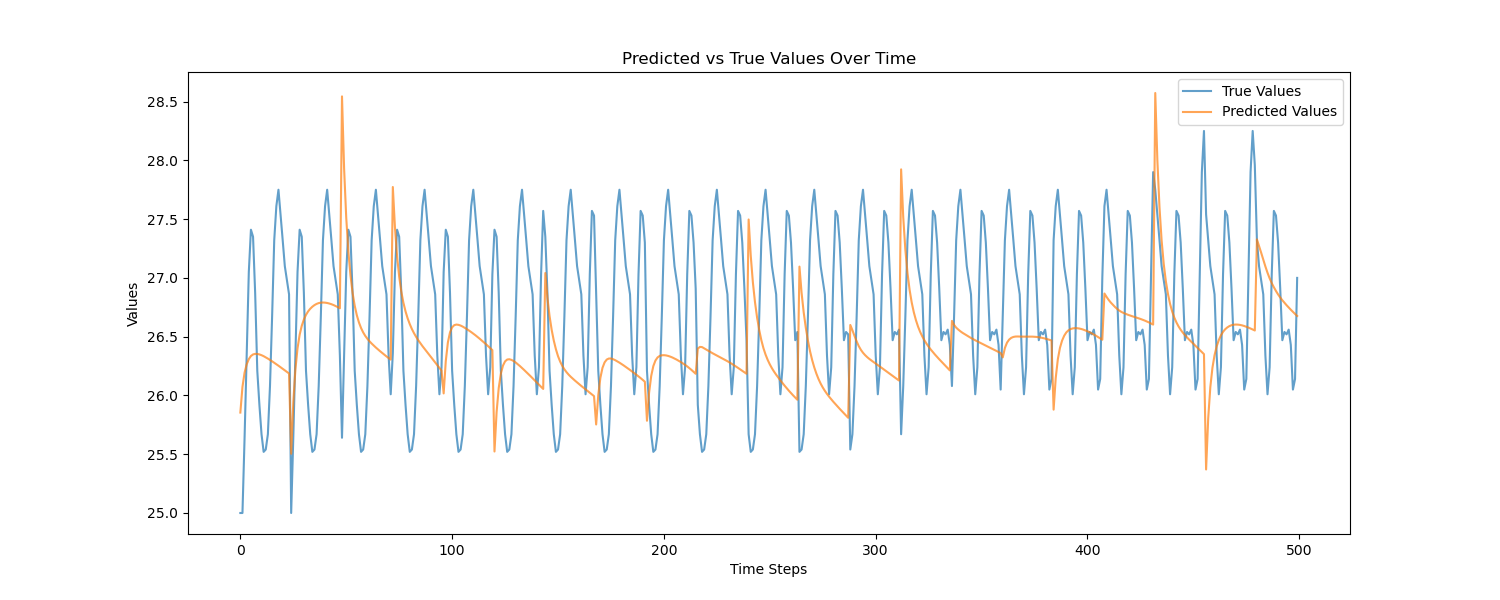 Predicted vs True Values Over Time
True Values
Predicted Values
Values
28.5
28.0
27.5
27.0
26.5
26.0
25.5
25.0
0
100
200
300
400
500
Time Steps